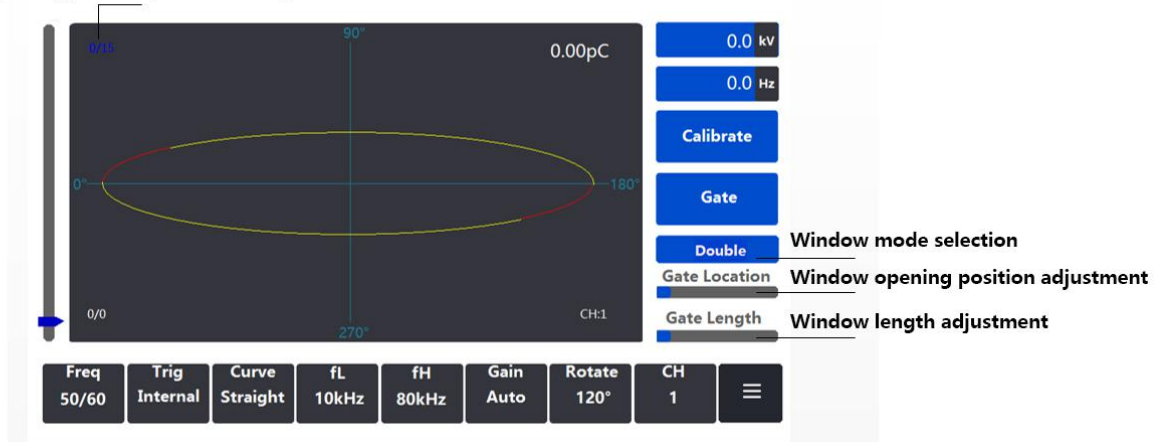 90°
0/15
0.00pC
0°
180°
0/0
CH:1
270°
0.0 kV
0.0 Hz
Calibrate
Gate
Double
Window mode selection
Gate Location
Window opening position adjustment
Gate Length
Window length adjustment
Freq
50/60
Trig
Internal
Curve
Straight
fL
10kHz
fH
80kHz
Gain
Auto
Rotate
120°
CH
1